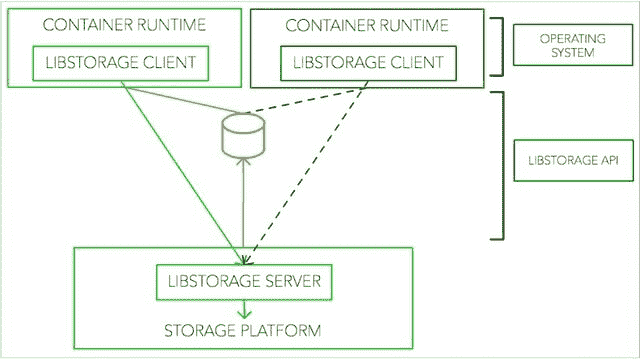 CONTAINER RUNTIME
LIBSTORAGE CLIENT
CONTAINER RUNTIME
LIBSTORAGE CLIENT
OPERATING
SYSTEM
LIBSTORAGE API
LIBSTORAGE SERVER
STORAGE PLATFORM